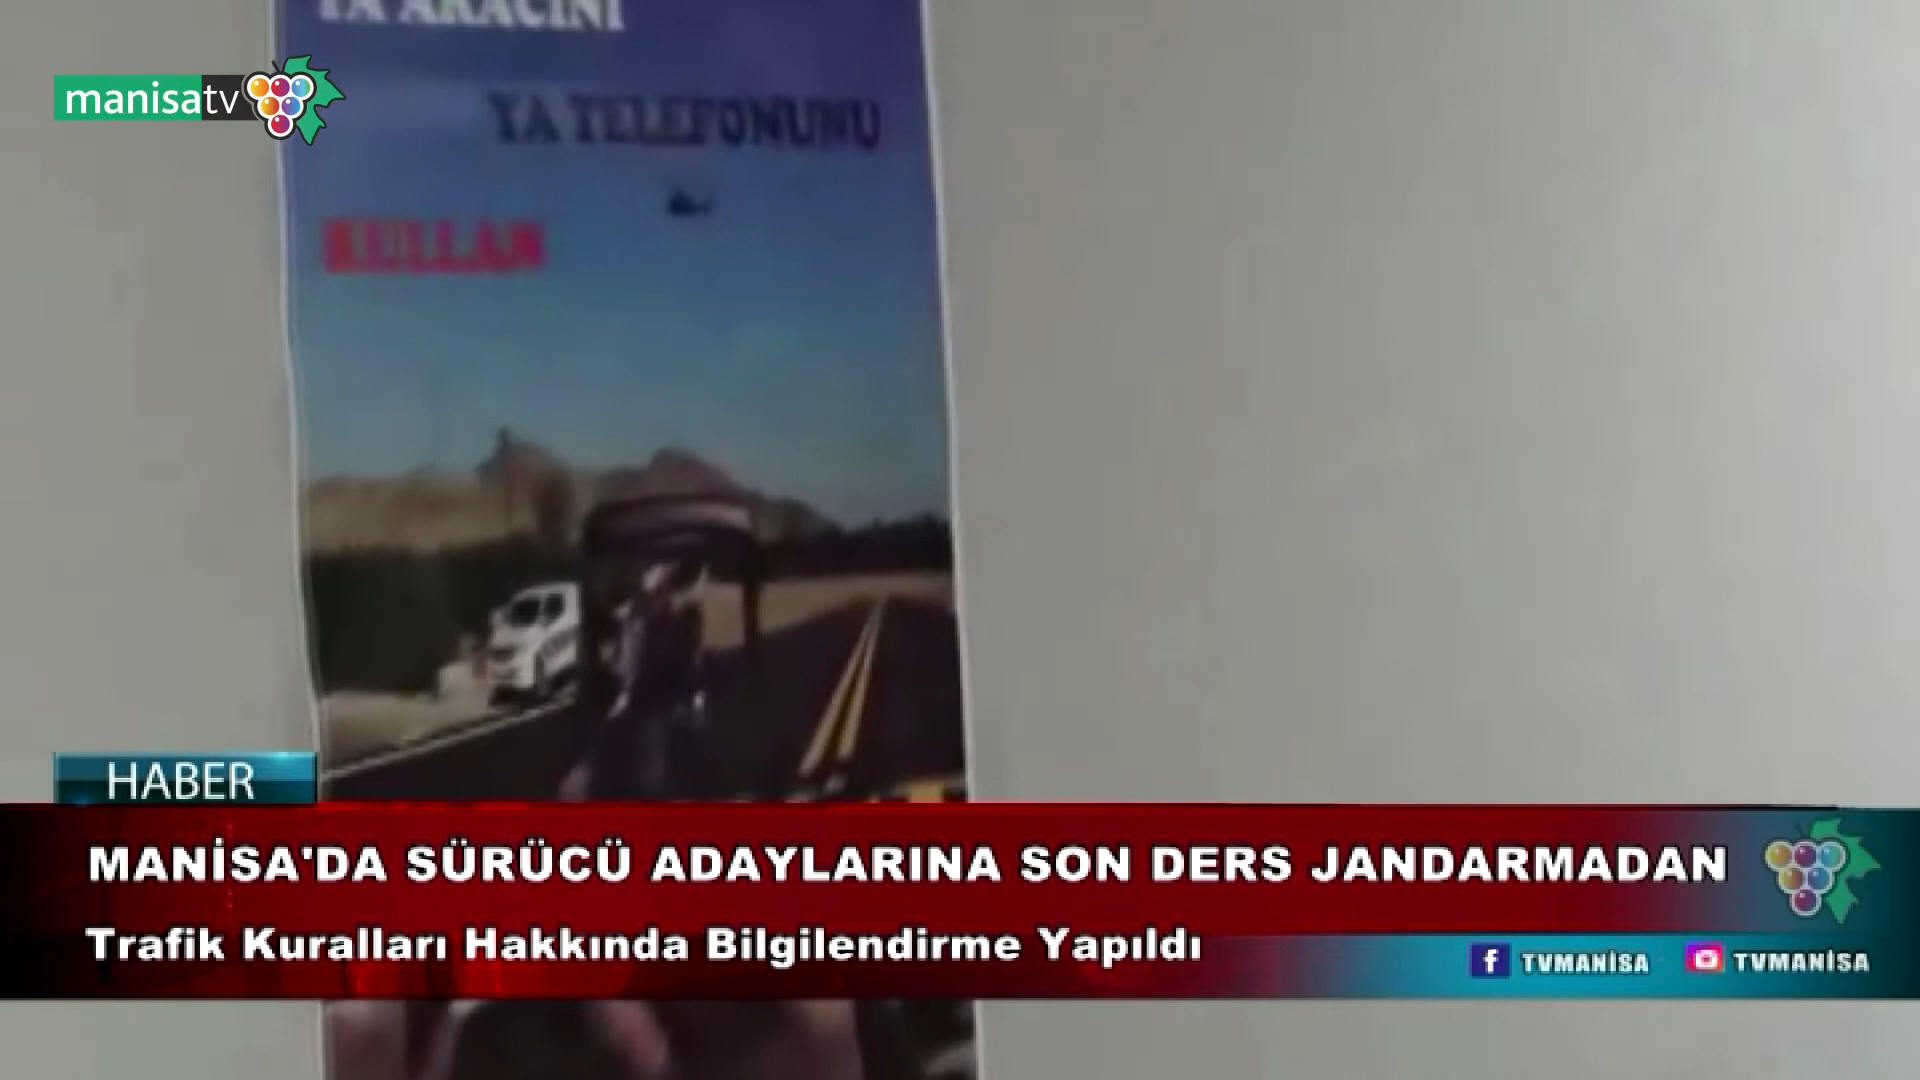 YA ARACINI
manisatv
YA TELEFONUNU
KULLAN
HABER
MANİSA'DA SÜRÜCÜ ADAYLARINA SON DERS JANDARMADAN
Trafik Kuralları Hakkında Bilgilendirme Yapıldı
TVMANİSA
TVMANİSA